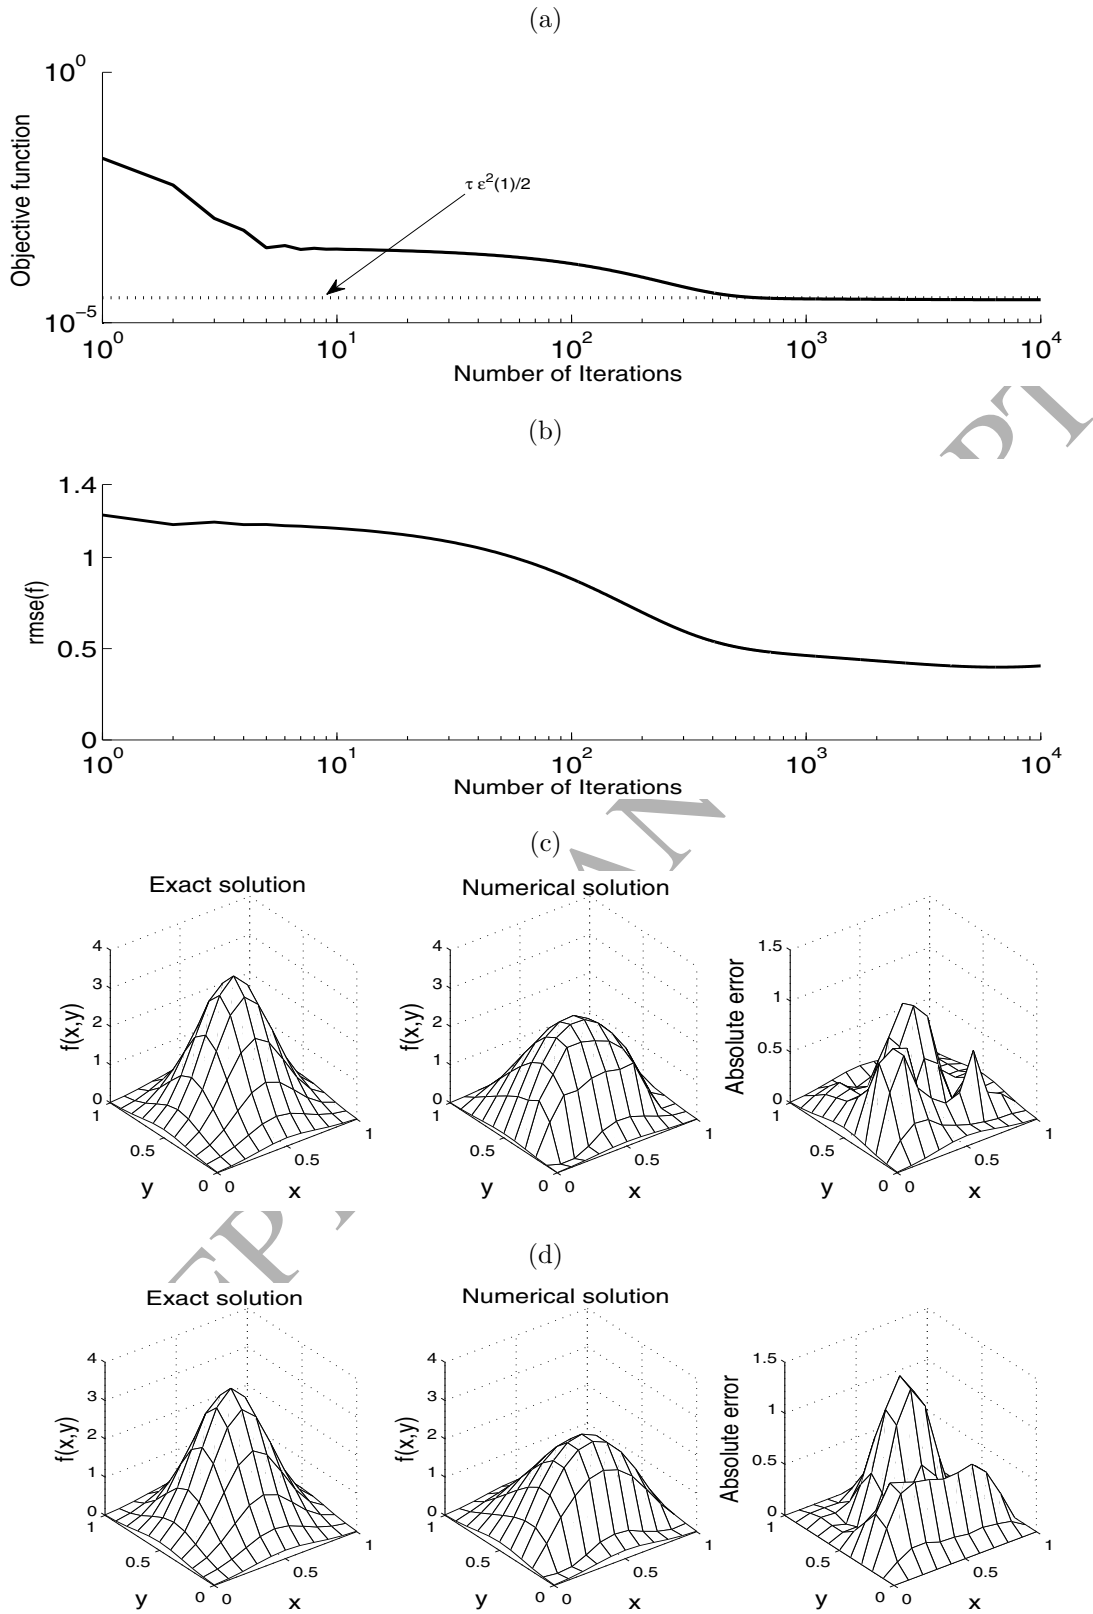 (a)
10^0
Objective function
τ ε^2(1)/2
10^-5
10^0 10^1 10^2 10^3 10^4
Number of Iterations
(b)
1.4
1
0.5
0
rmse(f)
10^0 10^1 10^2 10^3 10^4
Number of Iterations
(c)
Exact solution
4
3
2
1
0
f(x,y)
1
0.5
0
y
0
0.5
1
x
Numerical solution
4
3
2
1
0
f(x,y)
1
0.5
0
y
0
0.5
1
x
1.5
1
0.5
0
Absolute error
1
0.5
0
y
0
0.5
1
x
(d)
Exact solution
4
3
2
1
0
f(x,y)
1
0.5
0
y
0
0.5
1
x
Numerical solution
4
3
2
1
0
f(x,y)
1
0.5
0
y
0
0.5
1
x
1.5
1
0.5
0
Absolute error
1
0.5
0
y
0
0.5
1
x